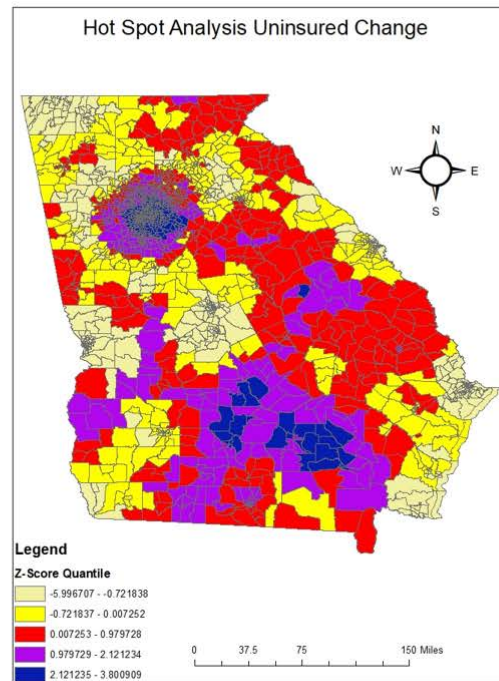 Hot Spot Analysis Uninsured Change
N
W E
S
Legend
Z-Score Quantile
-5.996707 - -0.721838
-0.721837 - 0.007252
0.007253 - 0.979728
0.979729 - 2.121234
2.121235 - 3.800909
0 37.5 75 150 Miles